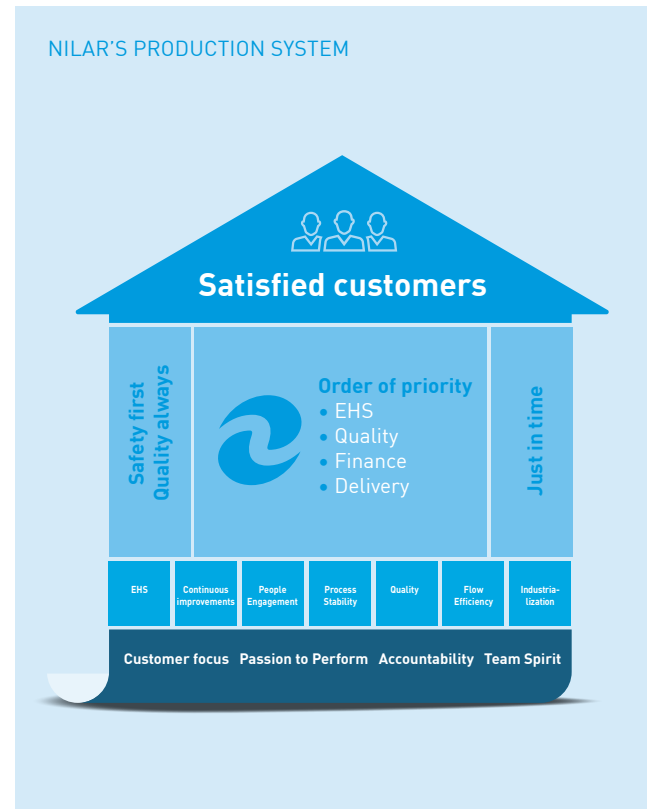 NILAR'S PRODUCTION SYSTEM
Satisfied customers
Safety first
Quality always
Order of priority
• EHS
• Quality
• Finance
• Delivery
Just in time
EHS
Continuous
improvements
People
Engagement
Process
Stability
Quality
Flow
Efficiency
Industria-
lization
Customer focus Passion to Perform Accountability Team Spirit